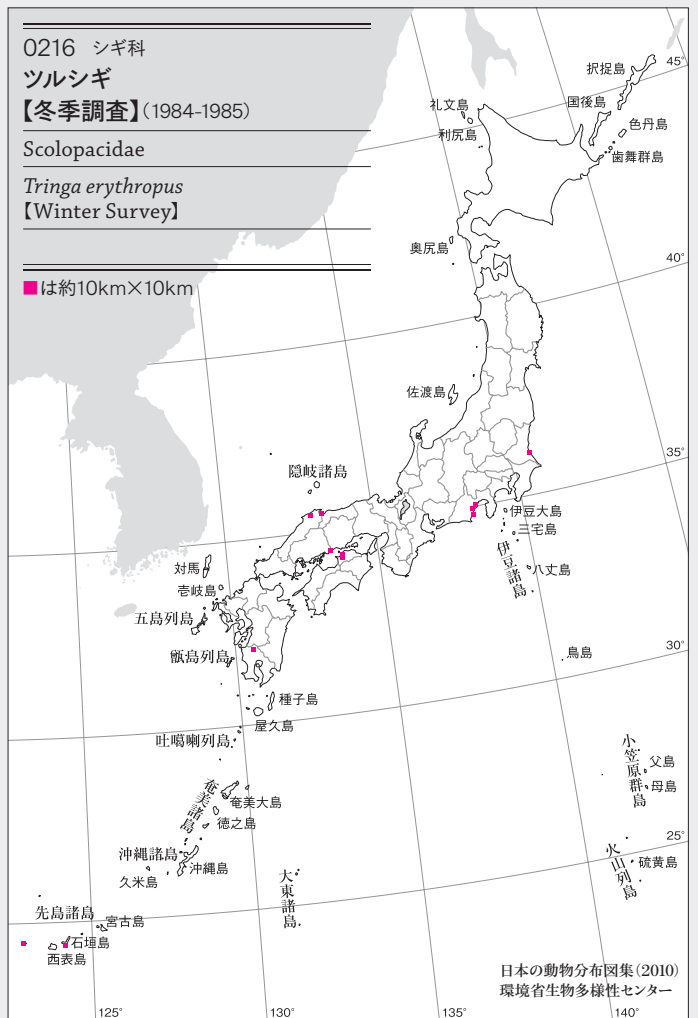 0216 シギ科
ツルシギ
【冬季調査】(1984-1985)
Scolopacidae
Tringa erythropus
【Winter Survey】
■は約10km×10km
択捉島
45°
礼文島
国後島
利尻島
色丹島
歯舞群島
奥尻島
40°
佐渡島
35°
隠岐諸島
伊豆大島
三宅島
伊豆諸島
八丈島
対馬
壱岐島
五島列島
甑島列島
鳥島
30°
種子島
屋久島
吐噶喇列島
小笠原群島
父島
母島
奄美諸島
奄美大島
徳之島
25°
沖縄諸島
沖縄島
久米島
大東諸島
火山列島
硫黄島
先島諸島
宮古島
石垣島
西表島
日本の動物分布図集(2010)
環境省生物多様性センター
125°
130°
135°
140°